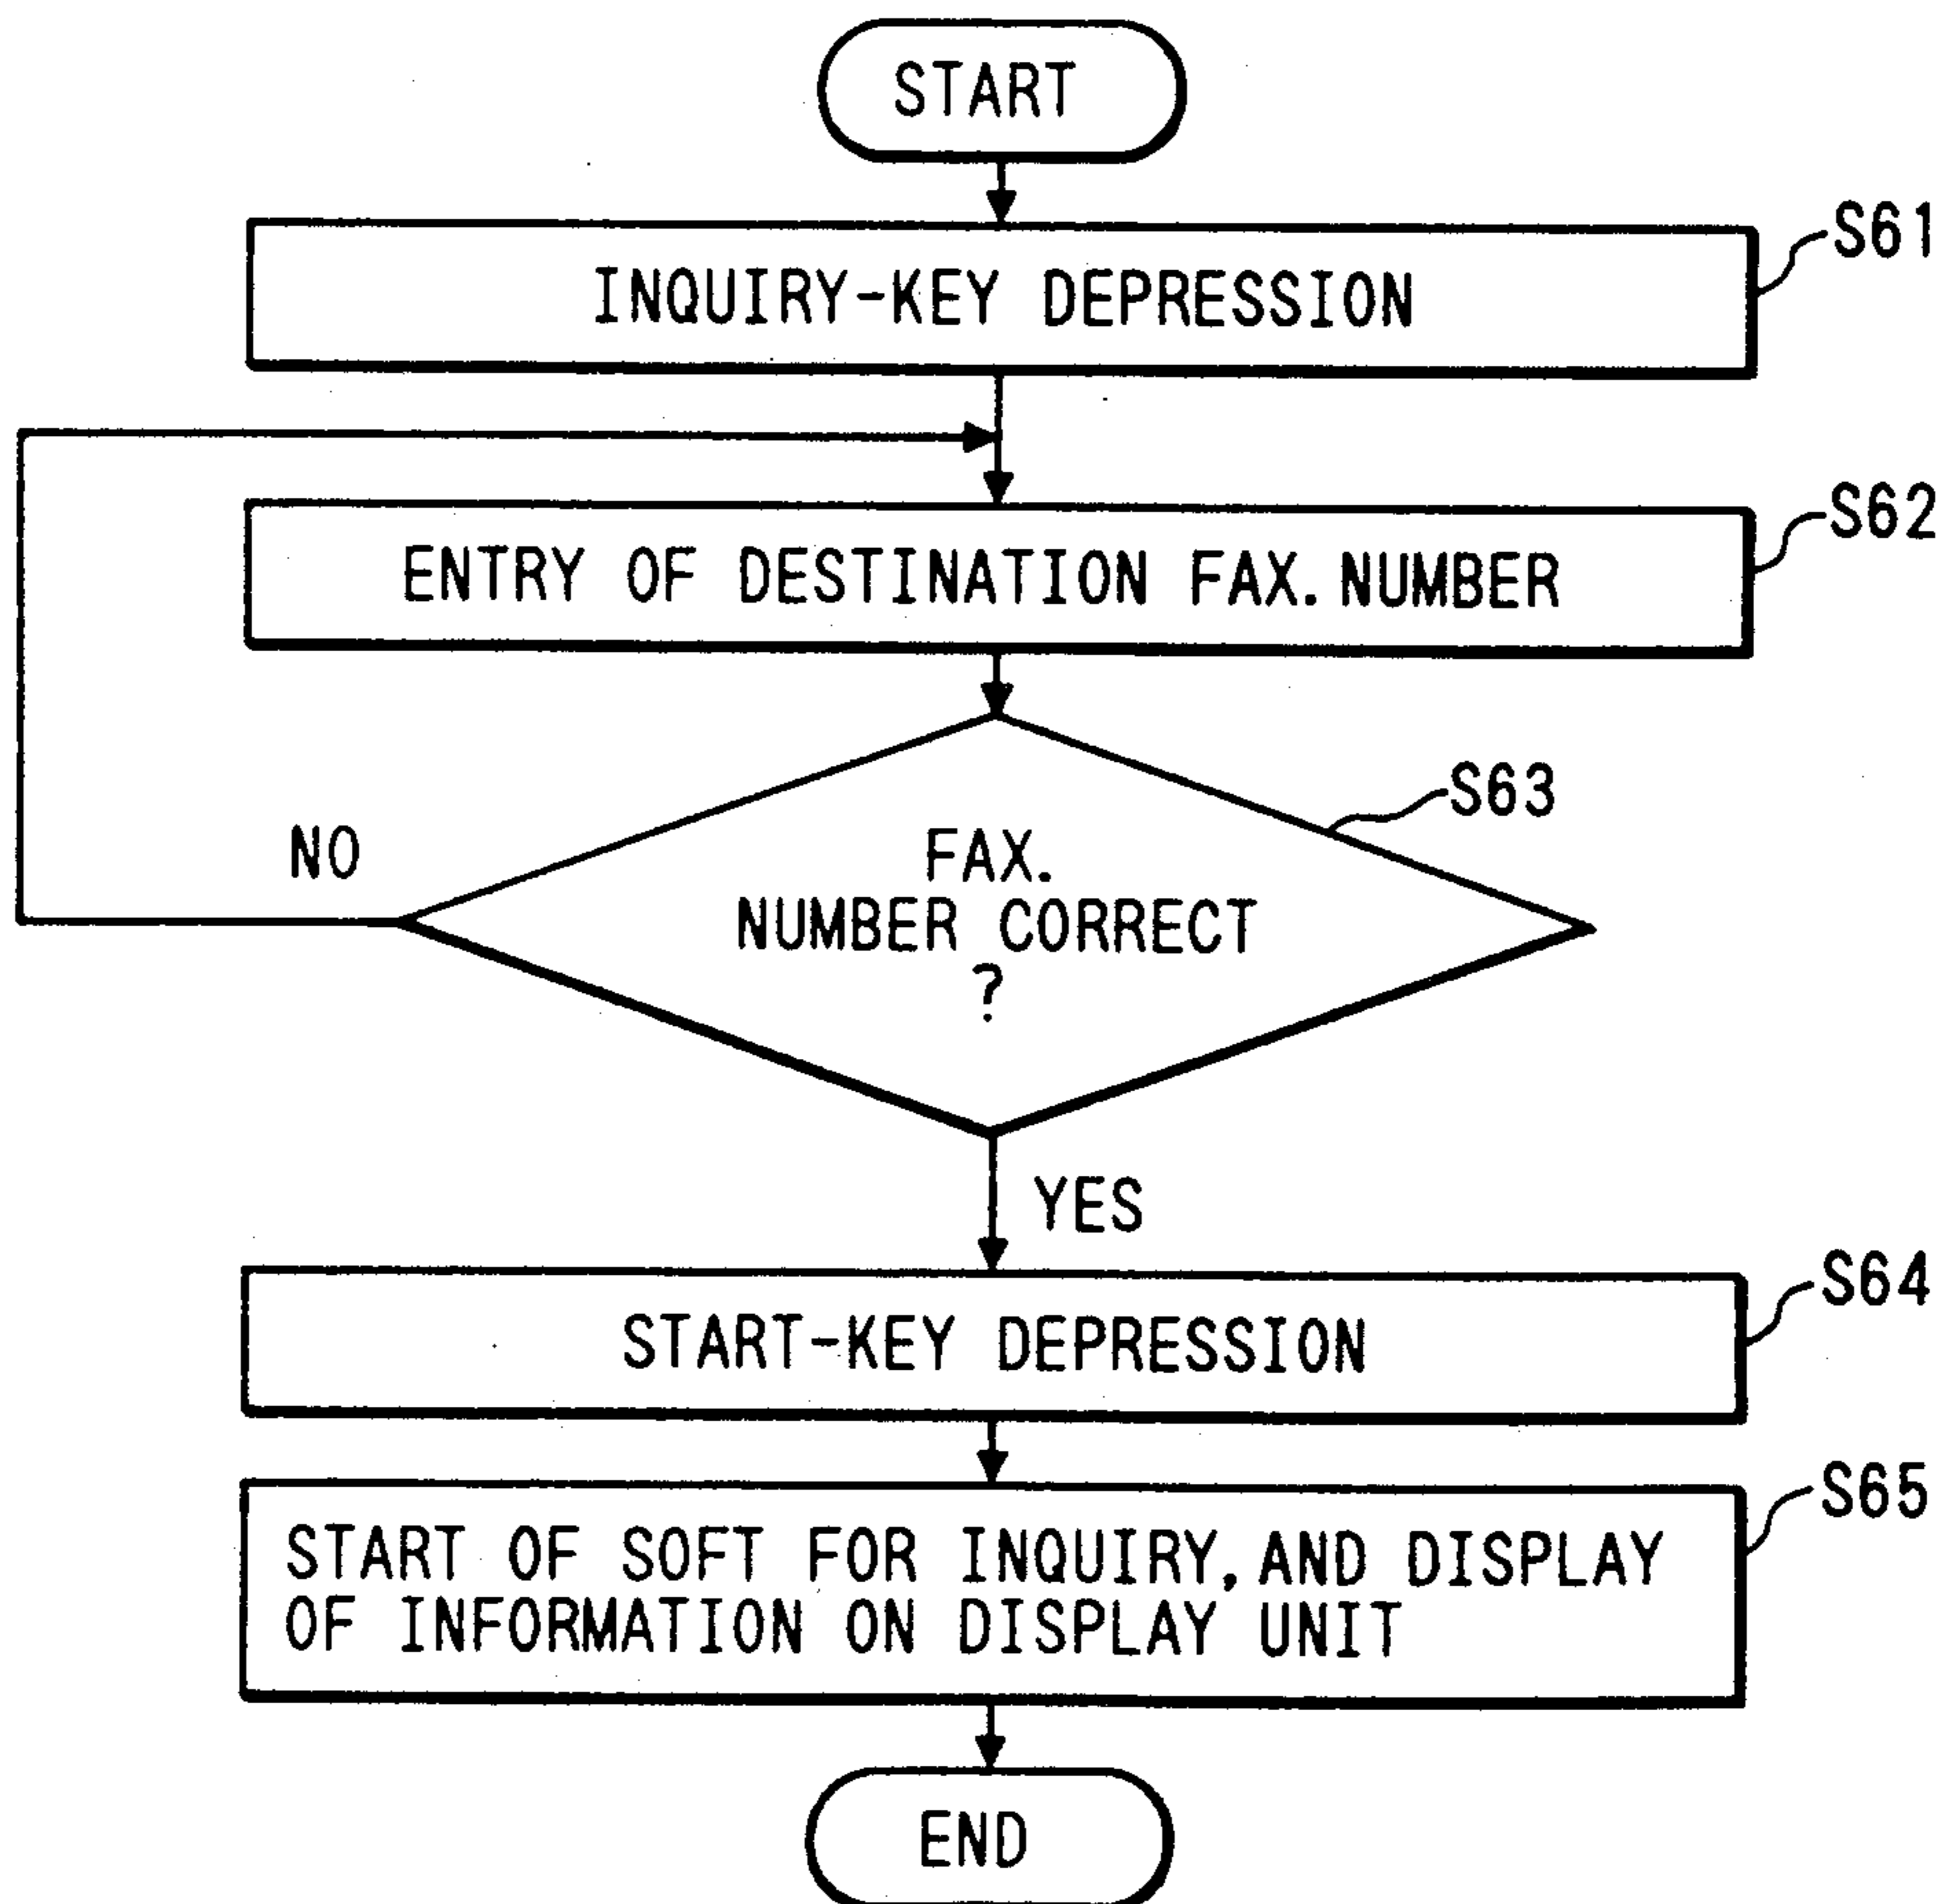 START
INQUIRY-KEY DEPRESSION
S61
ENTRY OF DESTINATION FAX. NUMBER
S62
S63
NO
FAX.
NUMBER CORRECT
?
YES
START-KEY DEPRESSION
S64
START OF SOFT FOR INQUIRY, AND DISPLAY
OF INFORMATION ON DISPLAY UNIT
S65
END